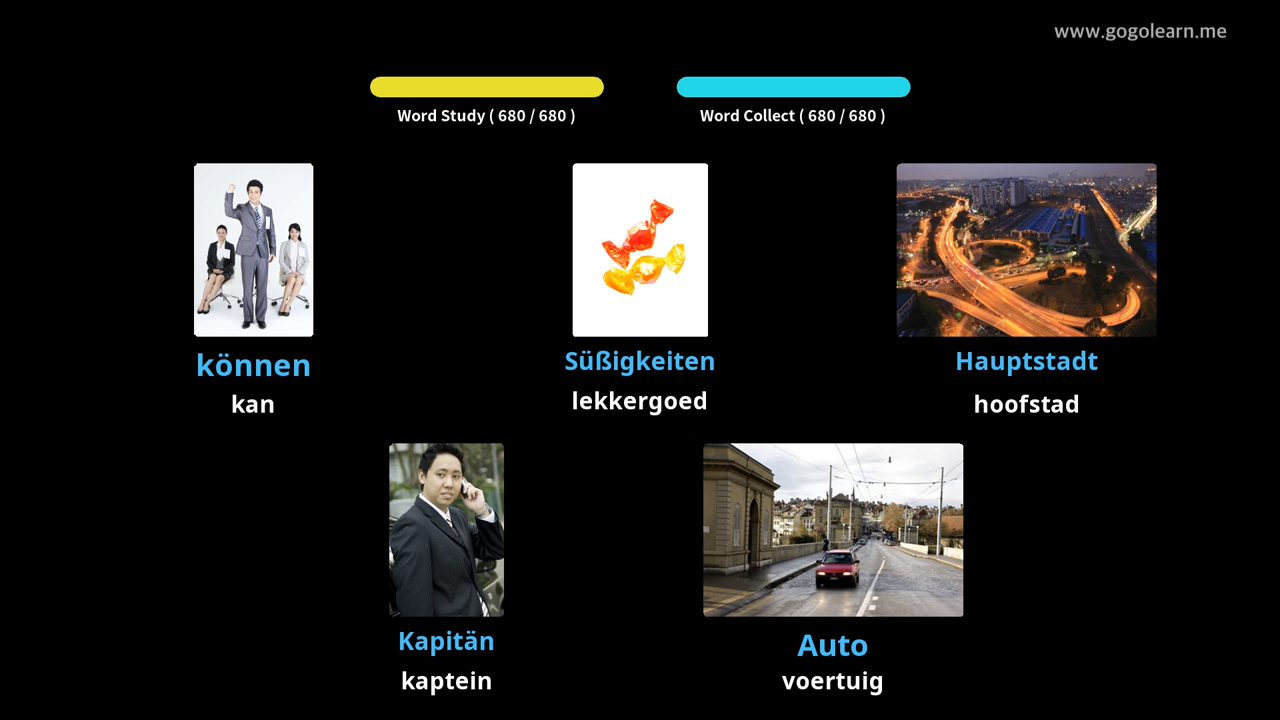 www.gogolearn.me
Word Study ( 680 / 680 )
Word Collect ( 680 / 680 )
können
kan
Süßigkeiten
lekkergoed
Hauptstadt
hoofstad
Kapitän
kaptein
Auto
voertuig